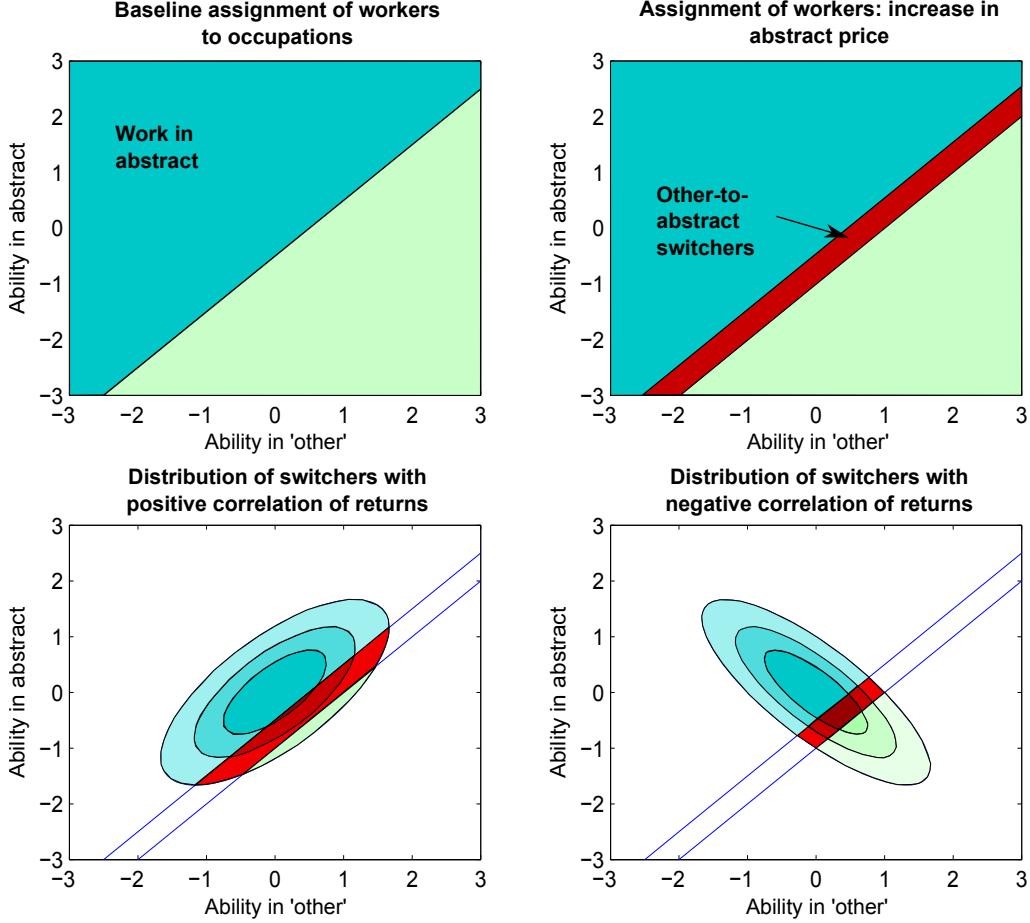 Baseline assignment of workers
to occupations
3
2
1
0
−1
−2
−3
−3
−2
−1
0
1
2
3
Ability in abstract
Ability in 'other'
Work in
abstract
Assignment of workers: increase in
abstract price
3
2
1
0
−1
−2
−3
−3
−2
−1
0
1
2
3
Ability in abstract
Ability in 'other'
Other-to-
abstract
switchers
Distribution of switchers with
positive correlation of returns
3
2
1
0
−1
−2
−3
−3
−2
−1
0
1
2
3
Ability in abstract
Ability in 'other'
Distribution of switchers with
negative correlation of returns
3
2
1
0
−1
−2
−3
−3
−2
−1
0
1
2
3
Ability in abstract
Ability in 'other'